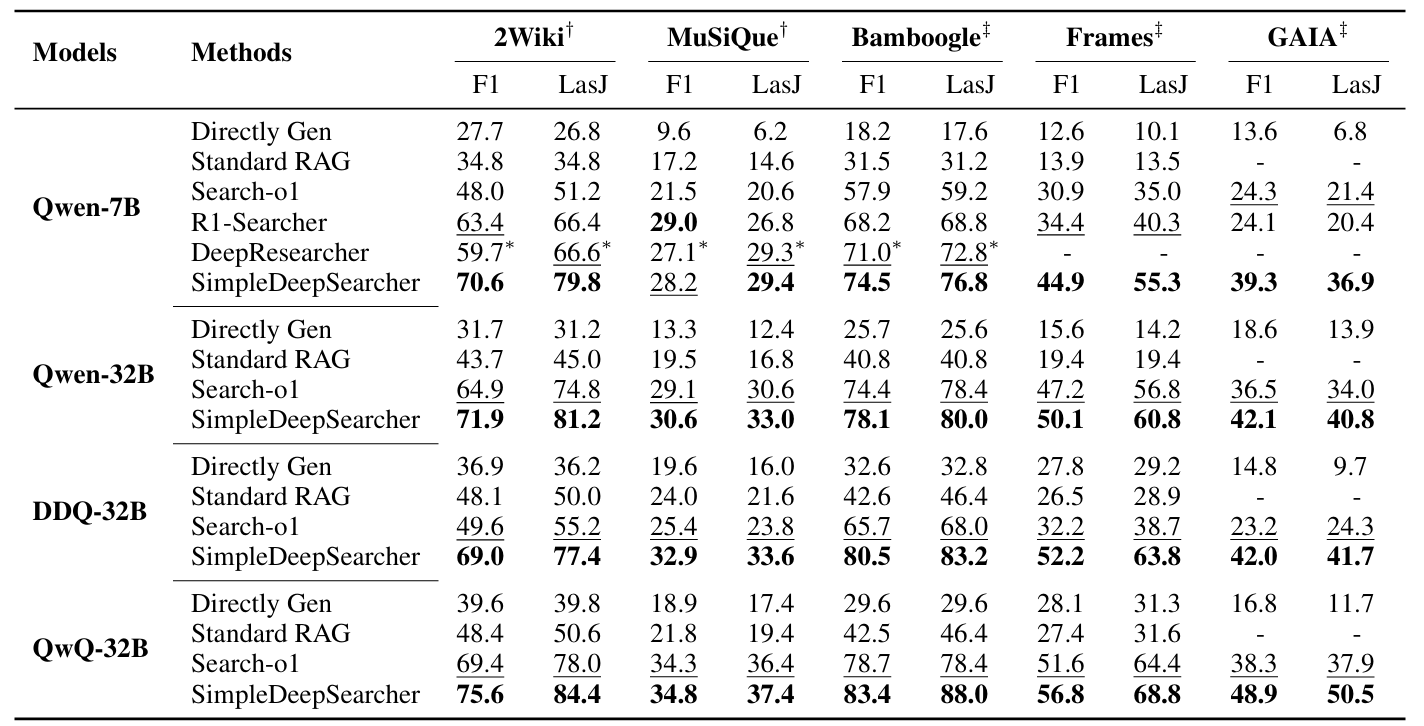 Models Methods 2Wiki† MuSiQue† Bamboogle‡ Frames‡ GAIA‡
F1 LasJ F1 LasJ F1 LasJ F1 LasJ F1 LasJ
Qwen-7B
Directly Gen 27.7 26.8 9.6 6.2 18.2 17.6 12.6 10.1 13.6 6.8
Standard RAG 34.8 34.8 17.2 14.6 31.5 31.2 13.9 13.5 - -
Search-o1 48.0 51.2 21.5 20.6 57.9 59.2 30.9 35.0 24.3 21.4
R1-Searcher 63.4 66.4 29.0 26.8 68.2 68.8 34.4 40.3 24.1 20.4
DeepResearcher 59.7* 66.6* 27.1* 29.3* 71.0* 72.8* - - - -
SimpleDeepSearcher 70.6 79.8 28.2 29.4 74.5 76.8 44.9 55.3 39.3 36.9
Qwen-32B
Directly Gen 31.7 31.2 13.3 12.4 25.7 25.6 15.6 14.2 18.6 13.9
Standard RAG 43.7 45.0 19.5 16.8 40.8 40.8 19.4 19.4 - -
Search-o1 64.9 74.8 29.1 30.6 74.4 78.4 47.2 56.8 36.5 34.0
SimpleDeepSearcher 71.9 81.2 30.6 33.0 78.1 80.0 50.1 60.8 42.1 40.8
DDQ-32B
Directly Gen 36.9 36.2 19.6 16.0 32.6 32.8 27.8 29.2 14.8 9.7
Standard RAG 48.1 50.0 24.0 21.6 42.6 46.4 26.5 28.9 - -
Search-o1 49.6 55.2 25.4 23.8 65.7 68.0 32.2 38.7 23.2 24.3
SimpleDeepSearcher 69.0 77.4 32.9 33.6 80.5 83.2 52.2 63.8 42.0 41.7
QwQ-32B
Directly Gen 39.6 39.8 18.9 17.4 29.6 29.6 28.1 31.3 16.8 11.7
Standard RAG 48.4 50.6 21.8 19.4 42.5 46.4 27.4 31.6 - -
Search-o1 69.4 78.0 34.3 36.4 78.7 78.4 51.6 64.4 38.3 37.9
SimpleDeepSearcher 75.6 84.4 34.8 37.4 83.4 88.0 56.8 68.8 48.9 50.5